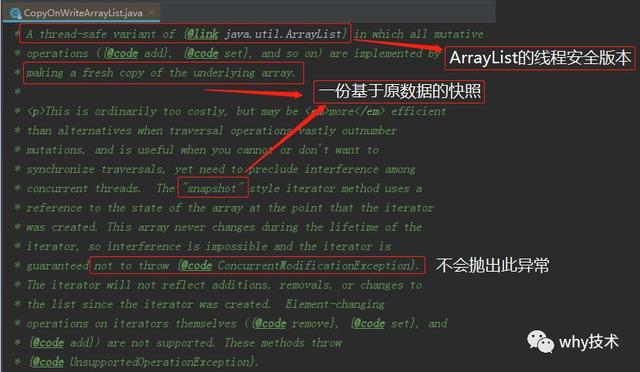 CopyOnWriteArrayList.java ×
* A thread-safe variant of {@link java.util.ArrayList} in which all mutative
* operations ({@code add}, {@code set}, and so on) are implemented by
ArrayList的线程安全版本
* making a fresh copy of the underlying array.
*
一份基于原数据的快照
* <p>This is ordinarily too costly, but may be <em>more</em> efficient
* than alternatives when traversal operations vastly outnumber
* mutations, and is useful when you cannot or don't want to
* synchronize traversals, yet need to preclude interference among
* concurrent threads. The "snapshot" style iterator method uses a
* reference to the state of the array at the point that the iterator
* was created. This array never changes during the lifetime of the
* iterator, so interference is impossible and the iterator is
* guaranteed not to throw {@code ConcurrentModificationException}.
不会抛出此异常
* The iterator will not reflect additions, removals, or changes to
* the list since the iterator was created. Element-changing
* operations on iterators themselves ({@code remove}, {@code set}, and
* {@code add}) are not supported. These methods throw
* {@code UnsupportedOperationException}.
why技术